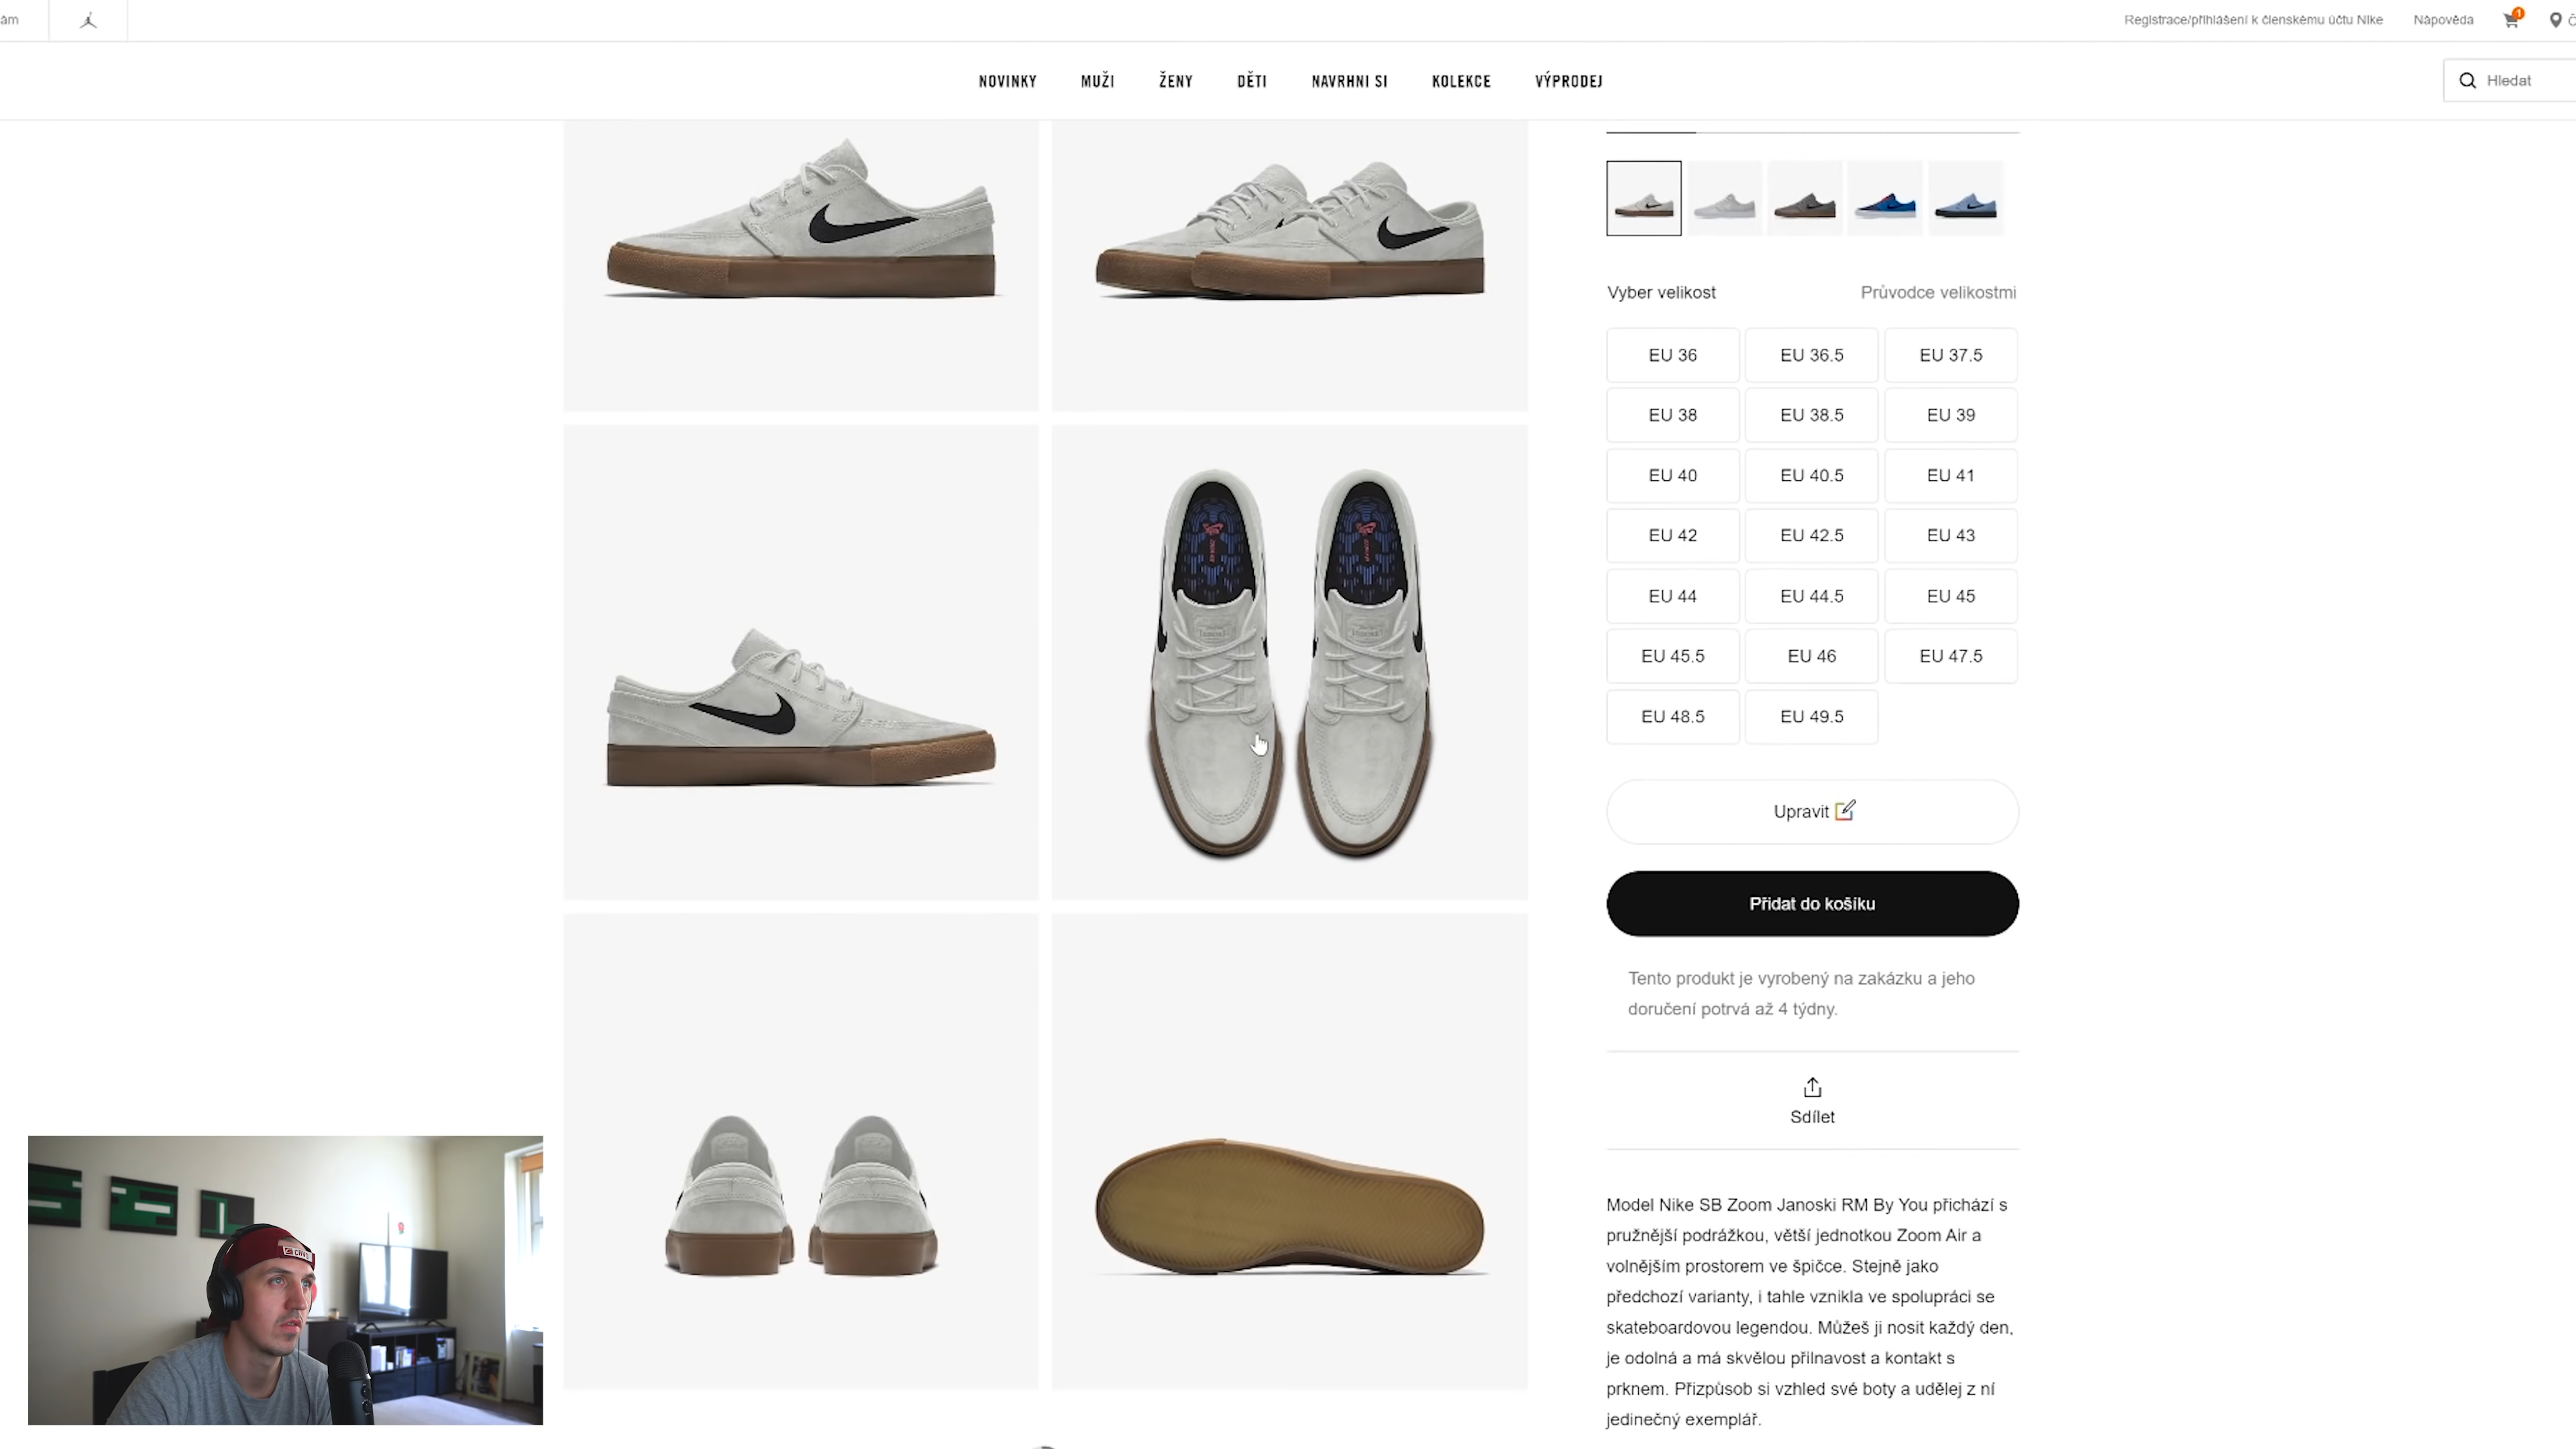 ám
Registrace/přihlášení k členskému účtu Nike
Nápověda
1
NOVINKY
MUŽI
ŽENY
DĚTI
NAVRHNI SI
KOLEKCE
VÝPRODEJ
Hledat
Vyber velikost
Průvodce velikostmi
EU 36
EU 36.5
EU 37.5
EU 38
EU 38.5
EU 39
EU 40
EU 40.5
EU 41
EU 42
EU 42.5
EU 43
EU 44
EU 44.5
EU 45
EU 45.5
EU 46
EU 47.5
EU 48.5
EU 49.5
Upravit
Přidat do košíku
Tento produkt je vyrobený na zakázku a jeho
doručení potrvá až 4 týdny.
Sdílet
Model Nike SB Zoom Janoski RM By You přichází s
pružnější podrážkou, větší jednotkou Zoom Air a
volnějším prostorem ve špičce. Stejně jako
předchozí varianty, i tahle vznikla ve spolupráci se
skateboardovou legendou. Můžeš ji nosit každý den,
je odolná a má skvělou přilnavost a kontakt s
prknem. Přizpůsob si vzhled své boty a udělej z ní
jedinečný exemplář.